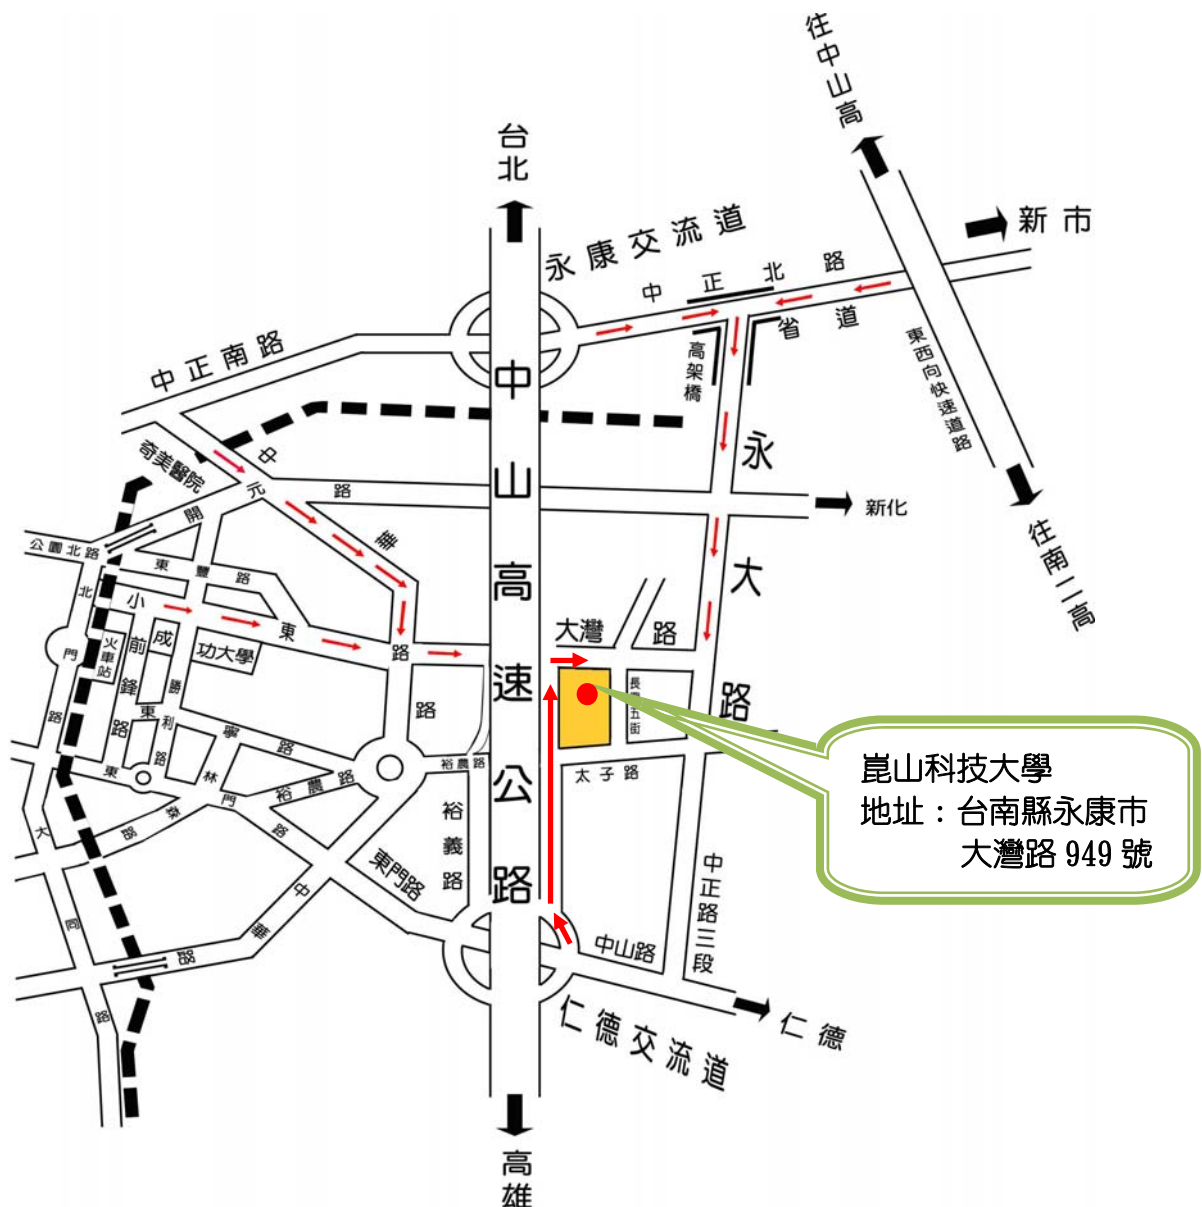 往中山高
台北
新市
永康交流道
中正北路
省道
高架橋
東西向快速道路
中正南路
中山高速公路
奇美醫院
中華路
開元路
新化
永大路
往南二高
公園北路
東豐路
北門路
小東路
火車站
前鋒路
成功大學
勝利路
大灣路
長榮五街
東寧路
路
裕農路
裕農路
太子路
崑山科技大學
地址：台南縣永康市
大灣路 949 號
東門路
林森路
裕義路
東門路
中華路
大同路
中正路三段
中山路
仁德
仁德交流道
高雄